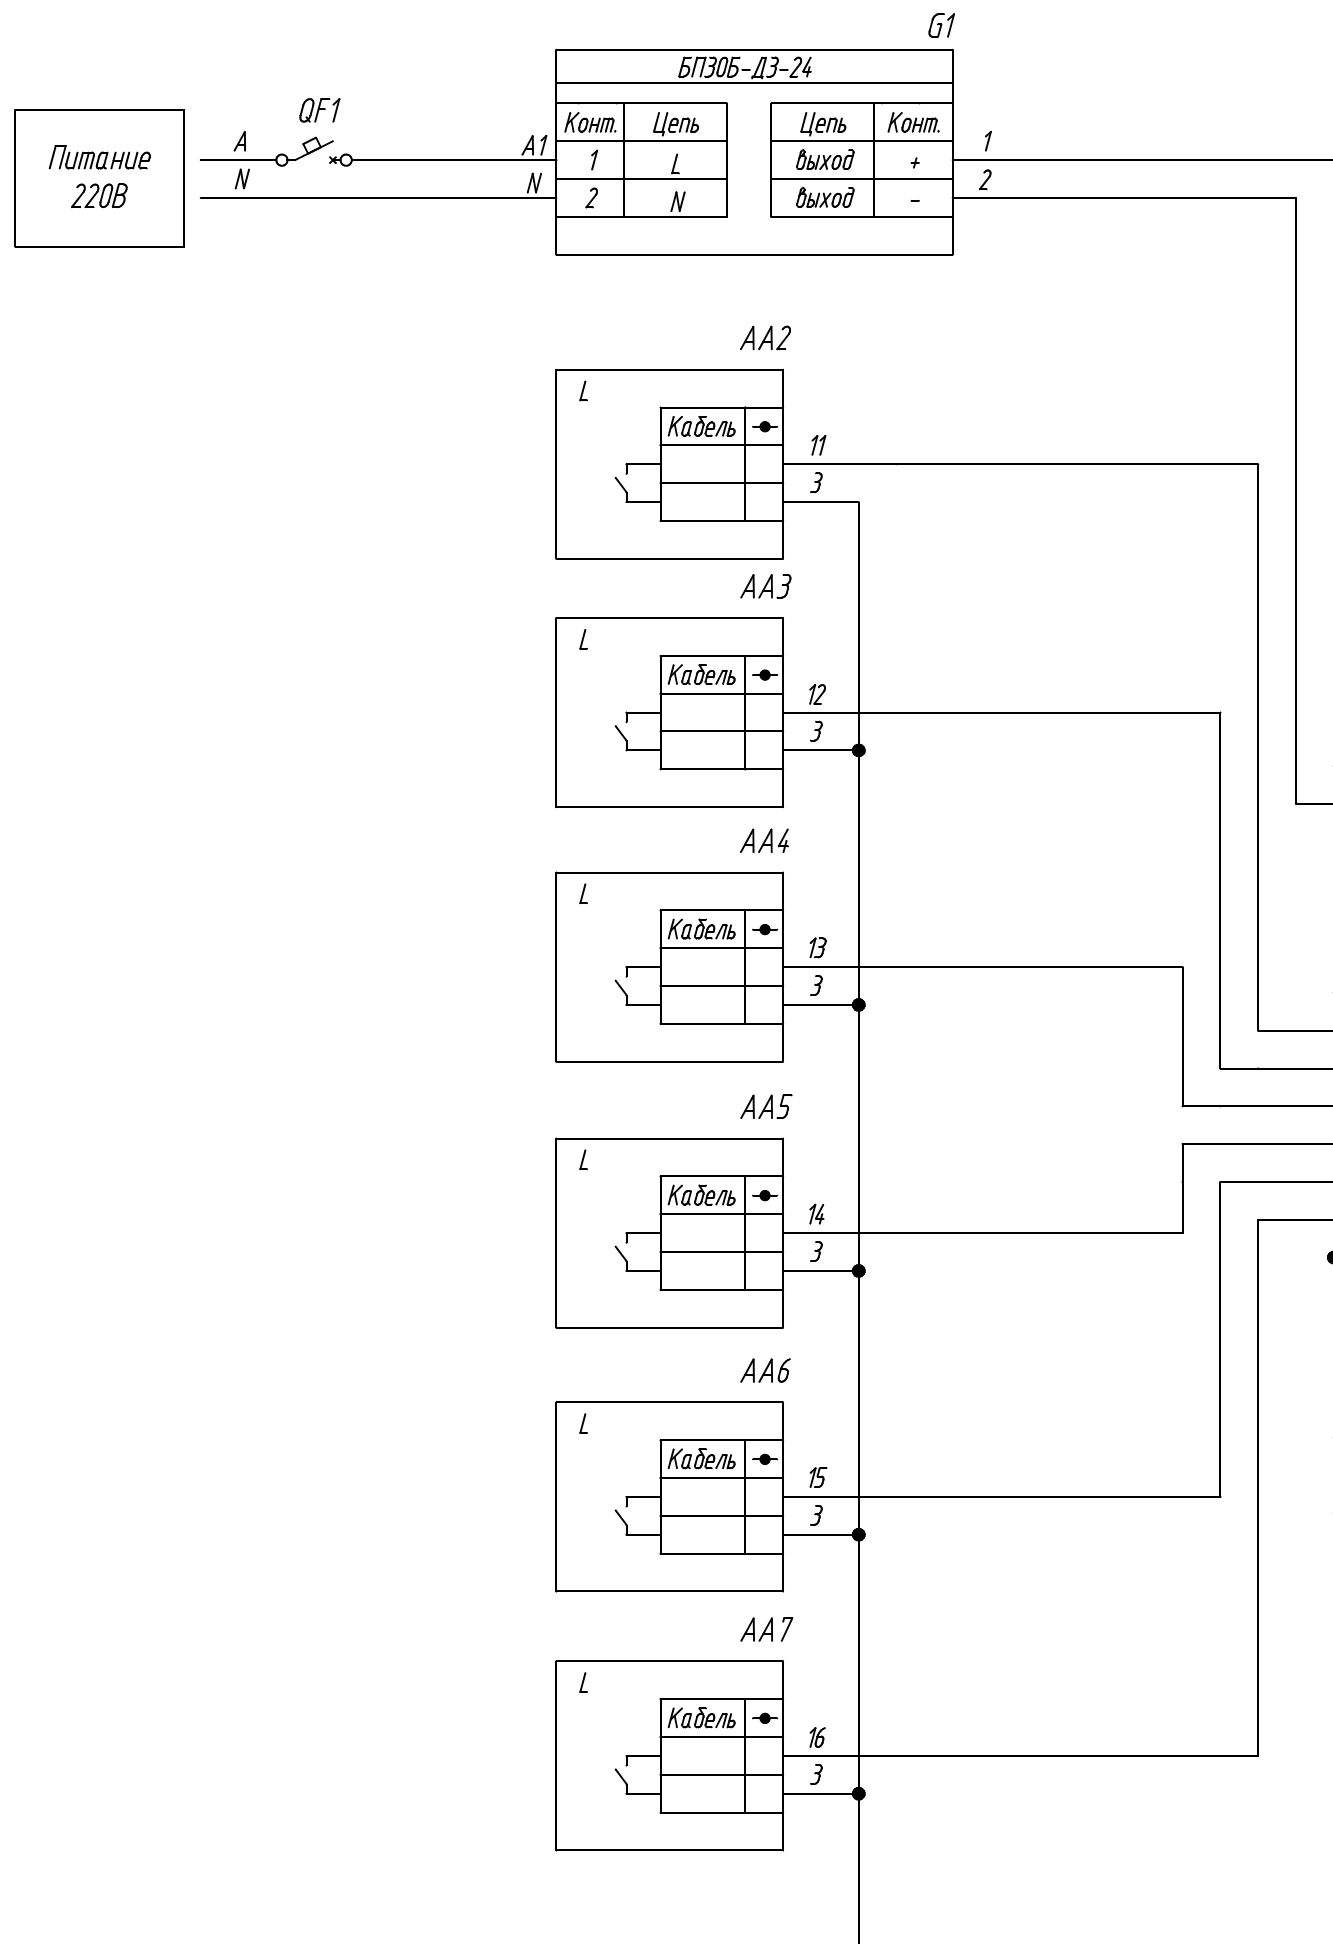 G1
БП30Б-Д3-24
QF1
Питание
220В
A
N
A1
N
Конт. Цепь
1 L
2 N
Цепь Конт.
выход +
выход -
1
2
AA2
L
Кабель
11
3
AA3
L
Кабель
12
3
AA4
L
Кабель
13
3
AA5
L
Кабель
14
3
AA6
L
Кабель
15
3
AA7
L
Кабель
16
3